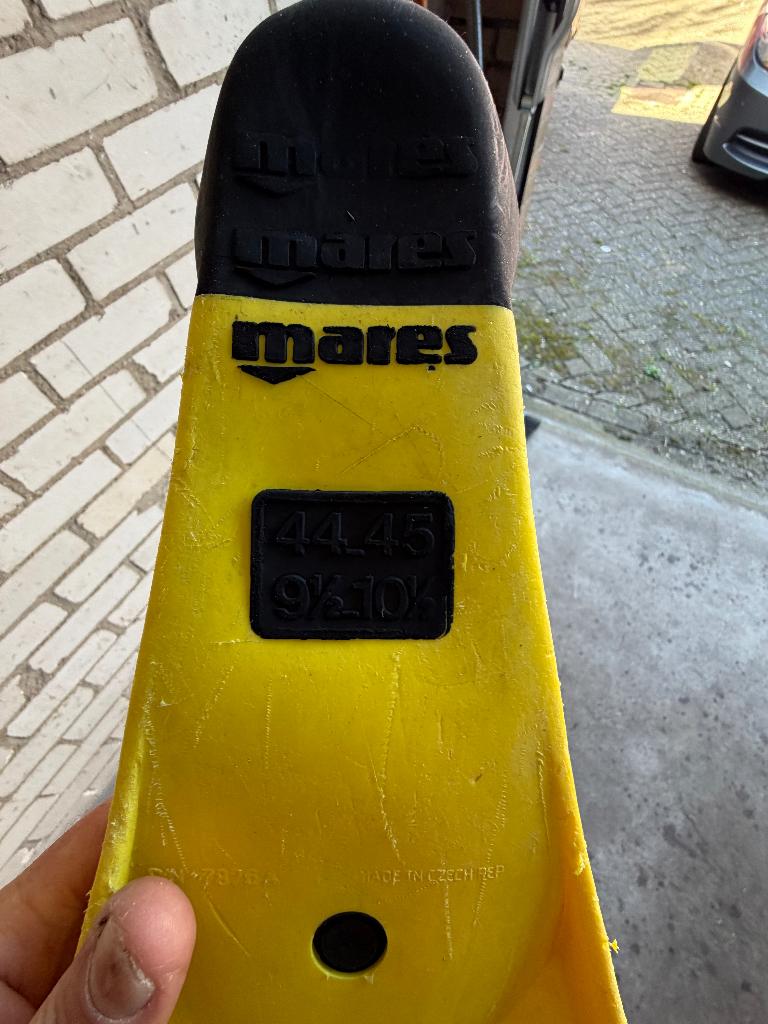 mares
mares
mares
44-45
9½-10½
MADE IN CZECH REP